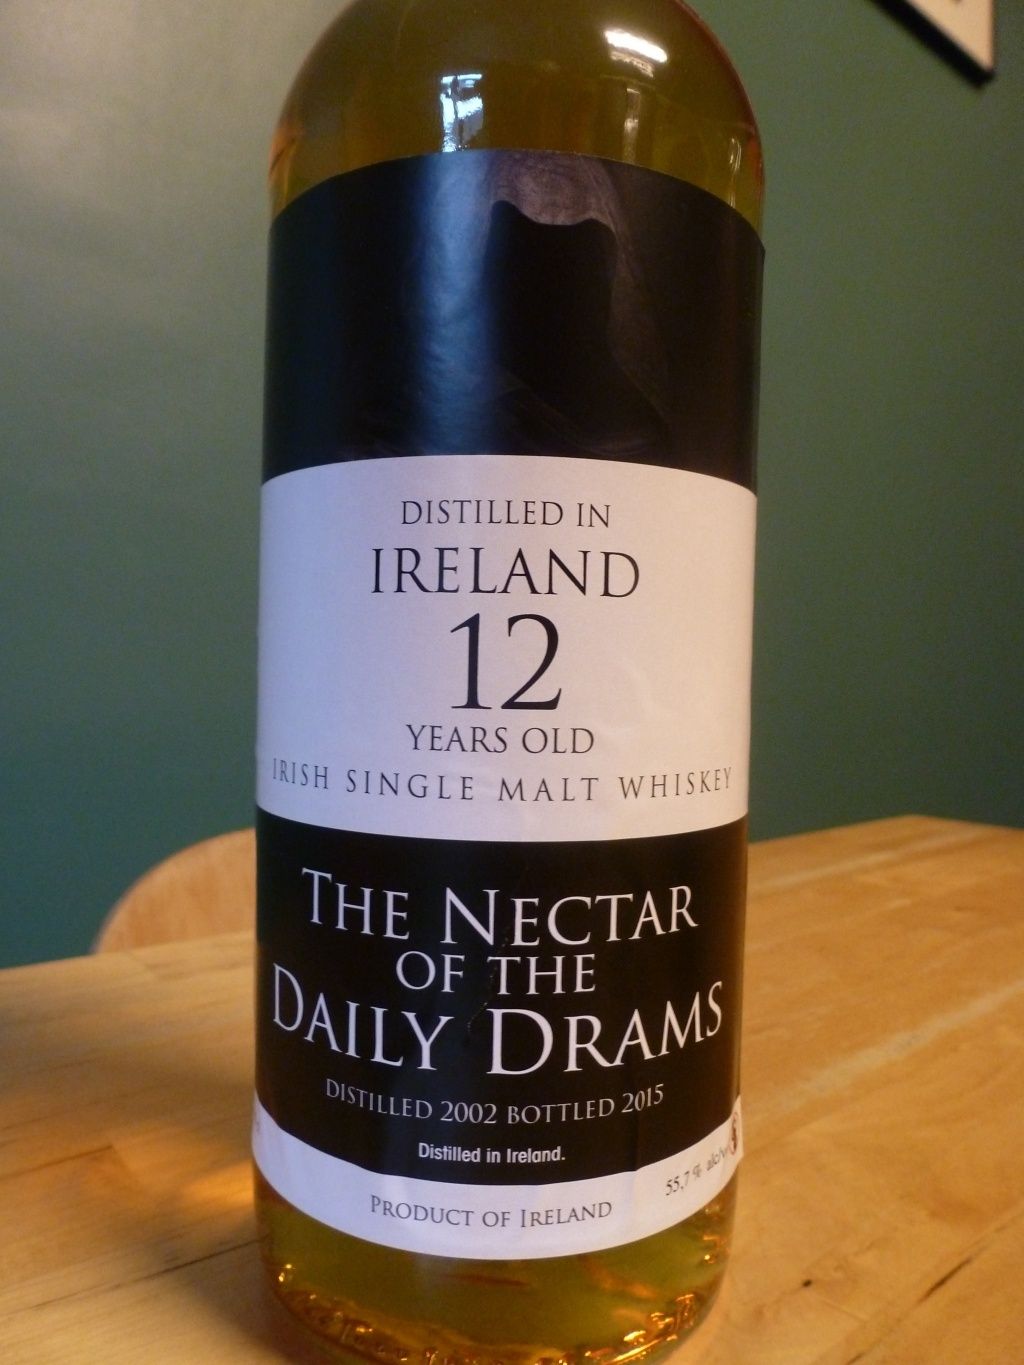 DISTILLED IN
IRELAND
12
YEARS OLD
IRISH SINGLE MALT WHISKEY
THE NECTAR
OF THE
DAILY DRAMS
DISTILLED 2002 BOTTLED 2015
Distilled in Ireland.
55,7 % alc/v
PRODUCT OF IRELAND